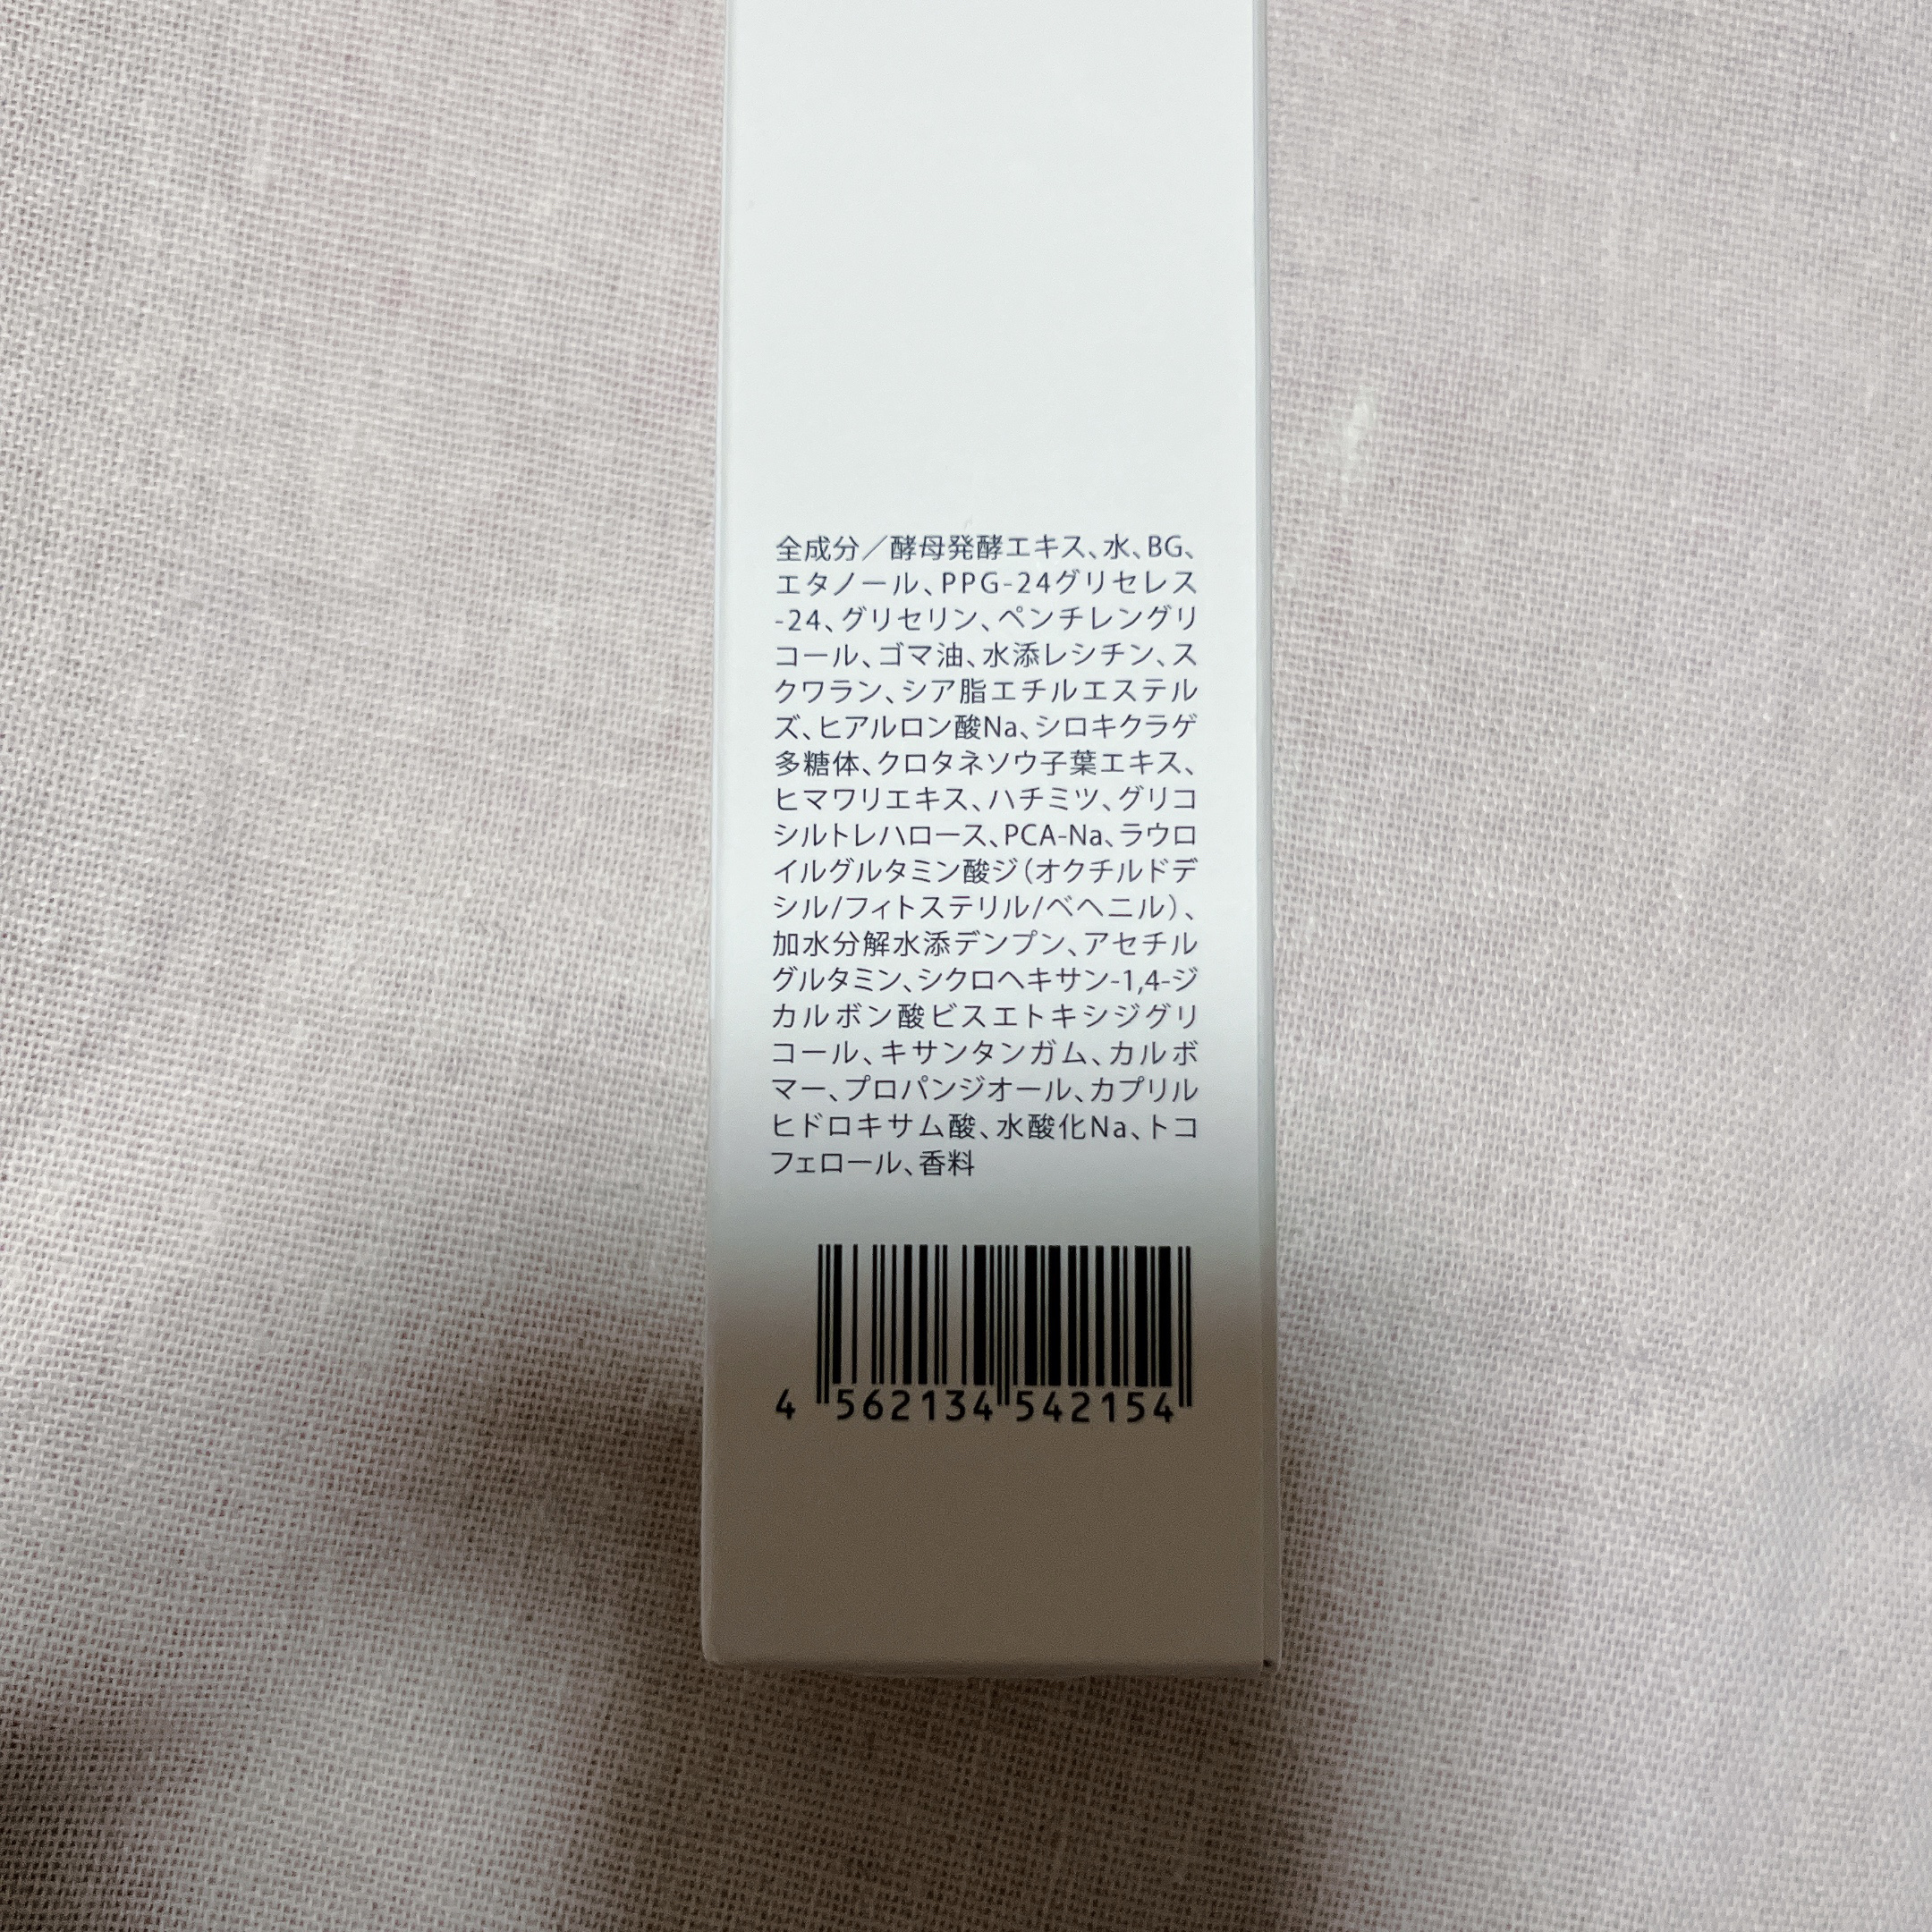 全成分／酵母発酵エキス、水、BG、
エタノール、PPG-24グリセレス
-24、グリセリン、ペンチレングリ
コール、ゴマ油、水添レシチン、ス
クワラン、シア脂エチルエステル
ズ、ヒアルロン酸Na、シロキクラゲ
多糖体、クロタネソウ子葉エキス、
ヒマワリエキス、ハチミツ、グリコ
シルトレハロース、PCA-Na、ラウロ
イルグルタミン酸ジ（オクチルドデ
シル/フィトステリル/ベヘニル）、
加水分解水添デンプン、アセチル
グルタミン、シクロヘキサン-1,4-ジ
カルボン酸ビスエトキシジグリ
コール、キサンタンガム、カルボ
マー、プロパンジオール、カプリル
ヒドロキサム酸、水酸化Na、トコ
フェロール、香料
4 562134 542154